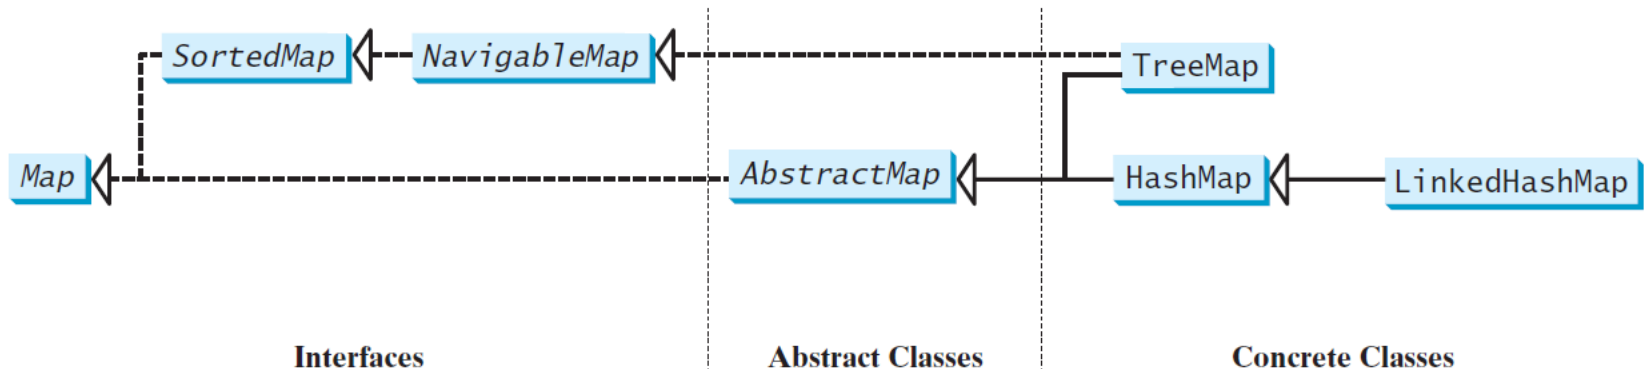 SortedMap
NavigableMap
TreeMap
Map
AbstractMap
HashMap
LinkedHashMap
Interfaces
Abstract Classes
Concrete Classes